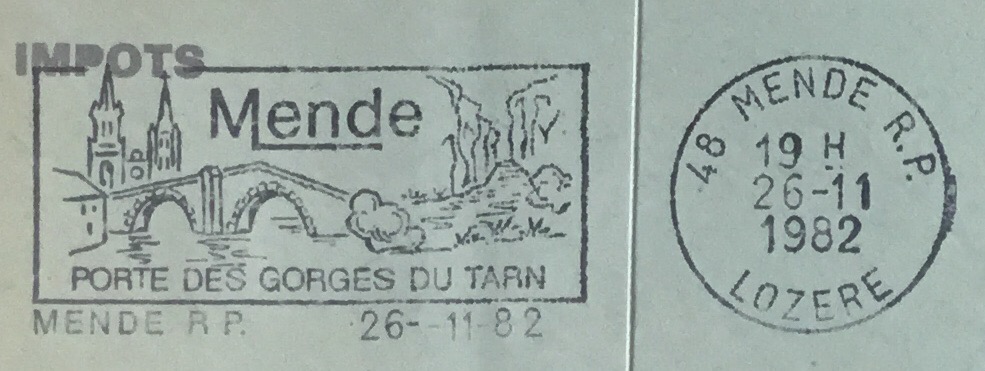 IMPOTS
Mende
PORTE DES GORGES DU TARN
MENDE R.P. 26--11-82
48 MENDE R.P.
19 H
26-11
1982
LOZERE